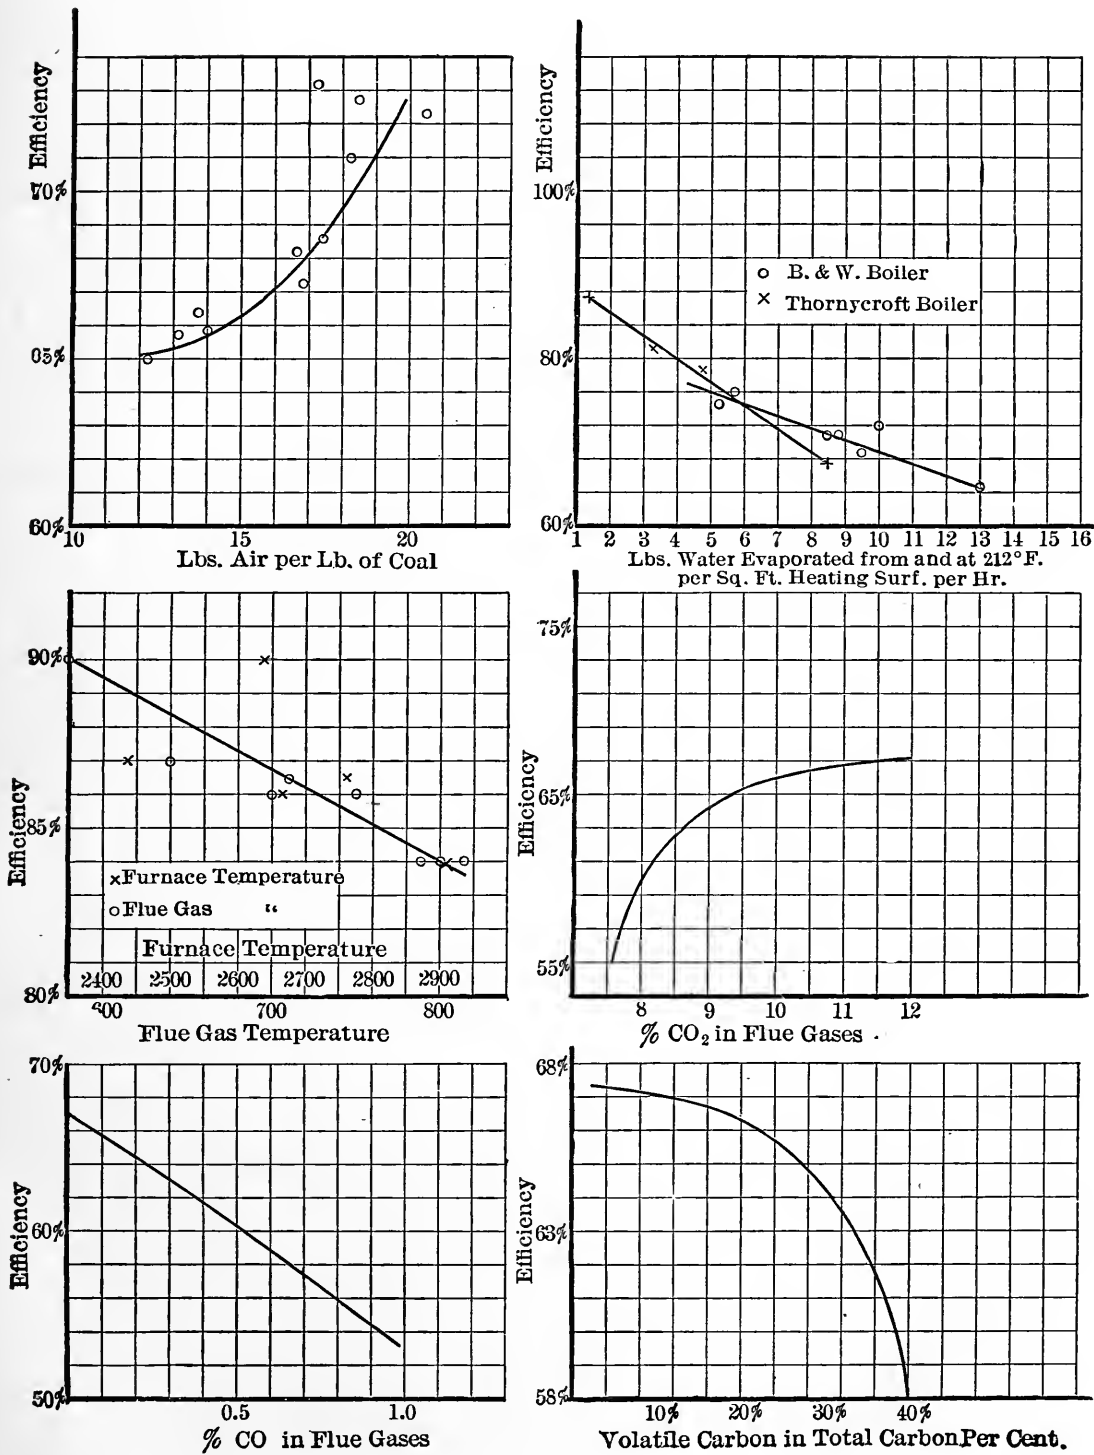 Efficiency
70%
65%
60%
10 15 20
Lbs. Air per Lb. of Coal
Efficiency
100%
80%
60%
o B. & W. Boiler
× Thornycroft Boiler
1 2 3 4 5 6 7 8 9 10 11 12 13 14 15 16
Lbs. Water Evaporated from and at 212°F.
per Sq. Ft. Heating Surf. per Hr.
Efficiency
90%
85%
80%
×Furnace Temperature
oFlue Gas "
Furnace Temperature
2400 2500 2600 2700 2800 2900
600 700 800
Flue Gas Temperature
Efficiency
75%
65%
55%
8 9 10 11 12
% CO₂ in Flue Gases
Efficiency
70%
60%
50%
0.5 1.0
% CO in Flue Gases
Efficiency
68%
63%
58%
10% 20% 30% 40%
Volatile Carbon in Total Carbon Per Cent.